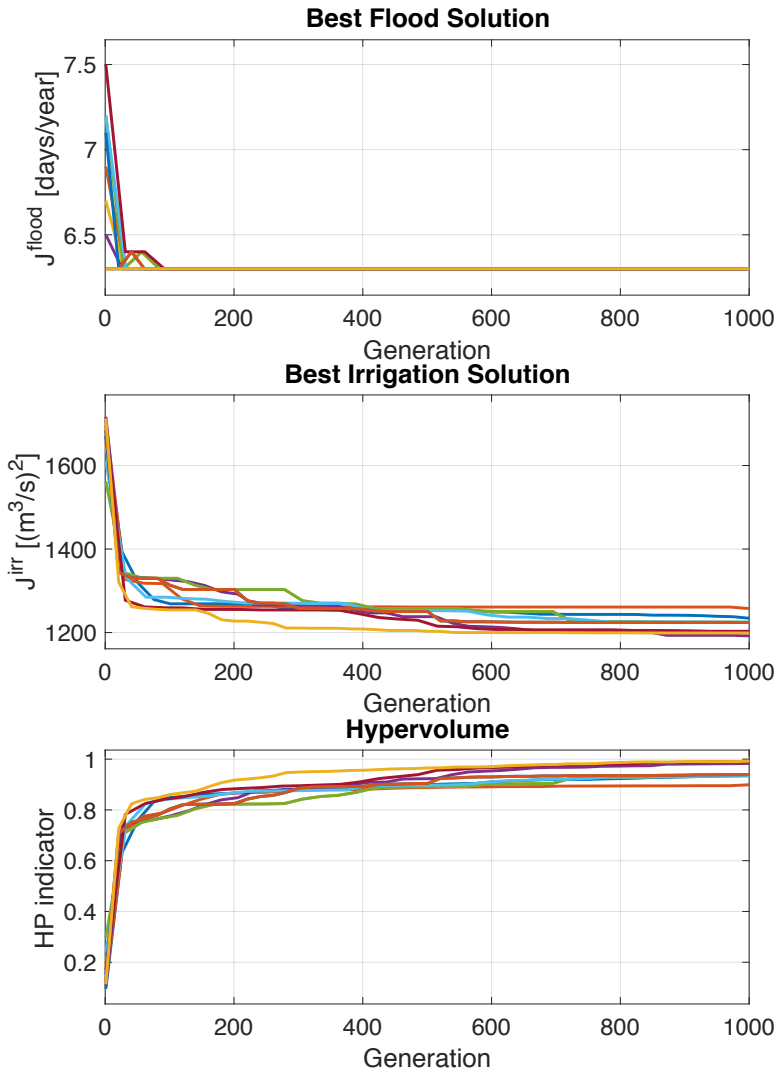 Best Flood Solution
7.5
7
6.5
J^flood [days/year]
0 200 400 600 800 1000
Generation
Best Irrigation Solution
1600
1400
1200
J^irr [(m^3/s)^2]
0 200 400 600 800 1000
Generation
Hypervolume
1
0.8
0.6
0.4
0.2
HP indicator
0 200 400 600 800 1000
Generation